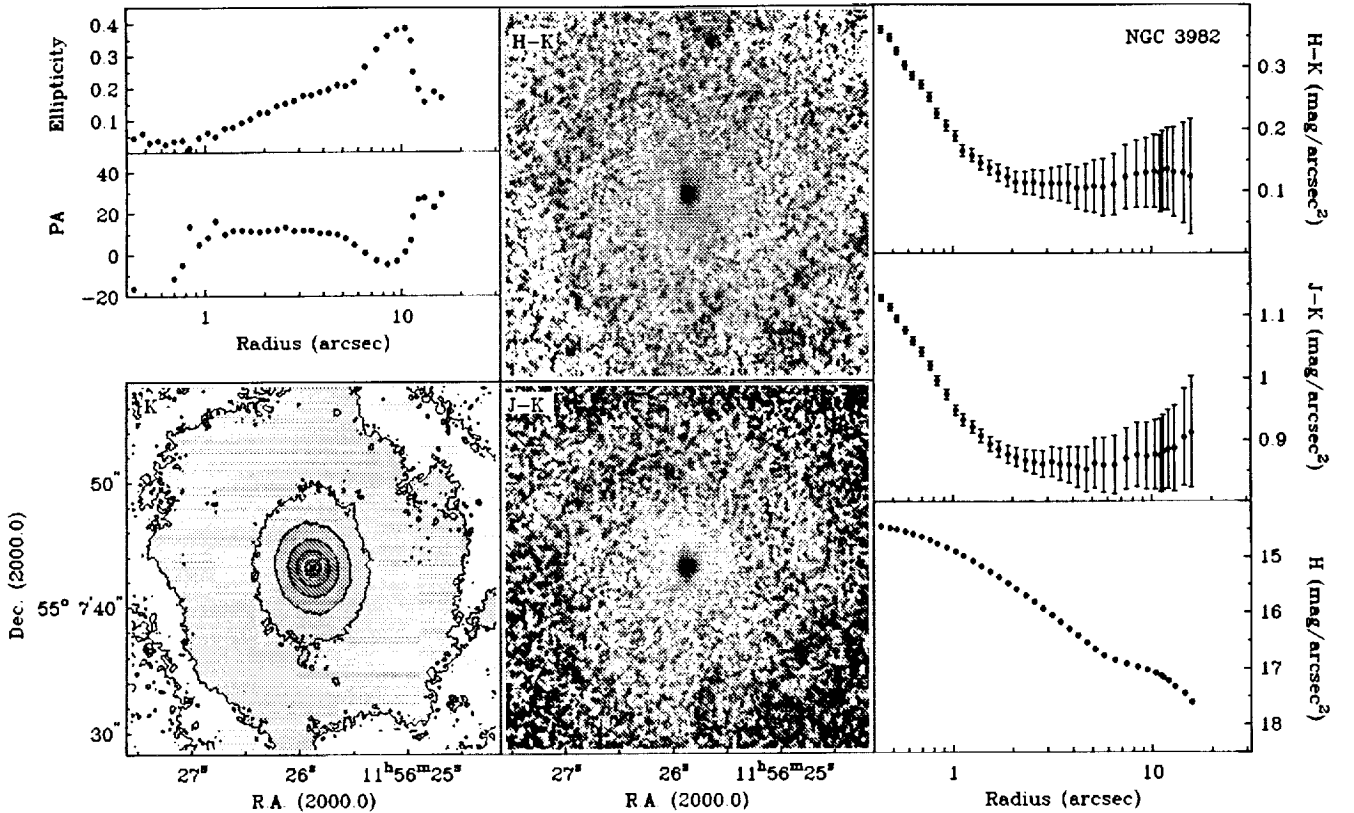 0.4
0.3
0.2
0.1
Ellipticity
40
20
0
−20
PA
1
10
Radius (arcsec)
H−K
NGC 3982
0.3
0.2
0.1
H−K (mag/arcsec²)
1.1
1
0.9
J−K (mag/arcsec²)
K
50"
55° 7'40"
30"
Dec. (2000.0)
27ˢ
26ˢ
11ʰ56ᵐ25ˢ
R.A. (2000.0)
J−K
27ˢ
26ˢ
11ʰ56ᵐ25ˢ
R.A. (2000.0)
15
16
17
18
H (mag/arcsec²)
1
10
Radius (arcsec)